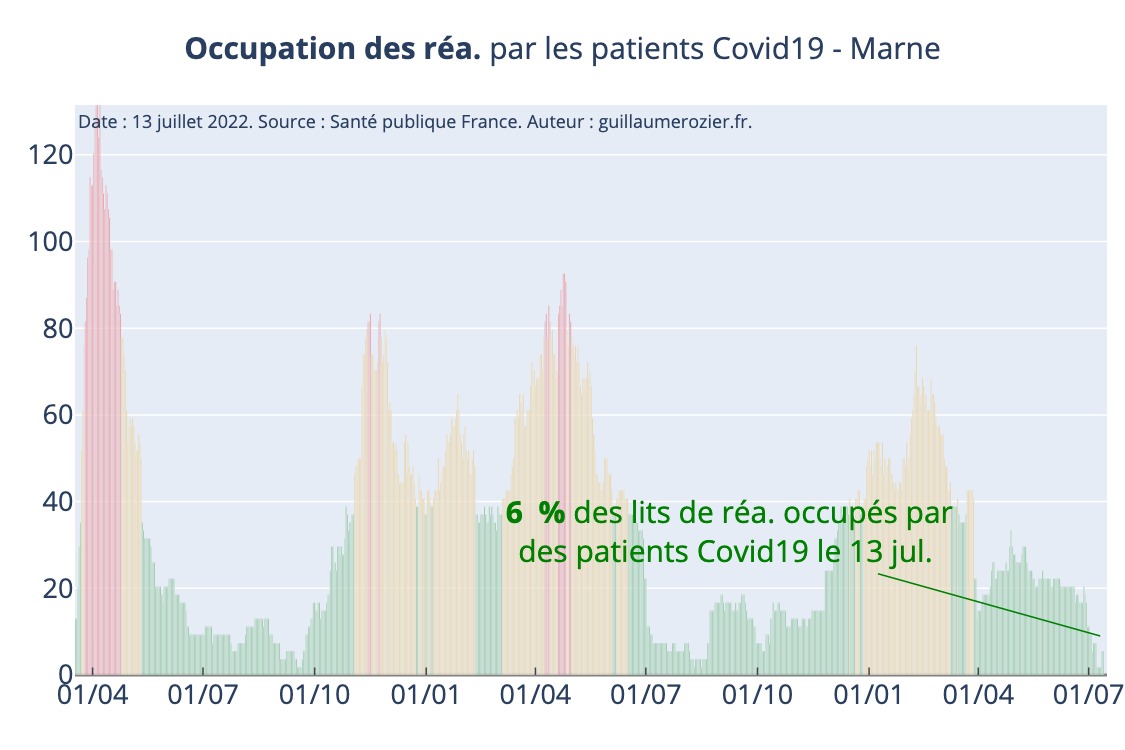 Occupation des réa. par les patients Covid19 - Marne
Date : 13 juillet 2022. Source : Santé publique France. Auteur : guillaumerozier.fr.
120
100
80
60
40
20
0
6 % des lits de réa. occupés par
des patients Covid19 le 13 jul.
01/04 01/07 01/10 01/01 01/04 01/07 01/10 01/01 01/04 01/07